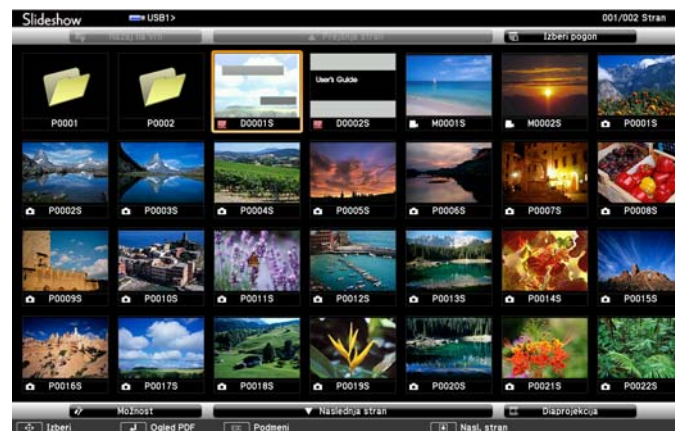 Slideshow USB1> 001/002 Stran
Nazaj na vrh Prejšnja stran Izberi pogon
User's Guide
P0001 P0002 D0001S D0002S M0001S M0002S P0001S
P0002S P0003S P0004S P0005S P0006S P0007S P0008S
P0009S P0010S P0011S P0012S P0013S P0014S P0015S
P0016S P0017S P0018S P0019S P0020S P0021S P0022S
Možnost Naslednja stran Diaprojekcija
Izberi Ogled PDF ESC Podmeni Nasl. stran